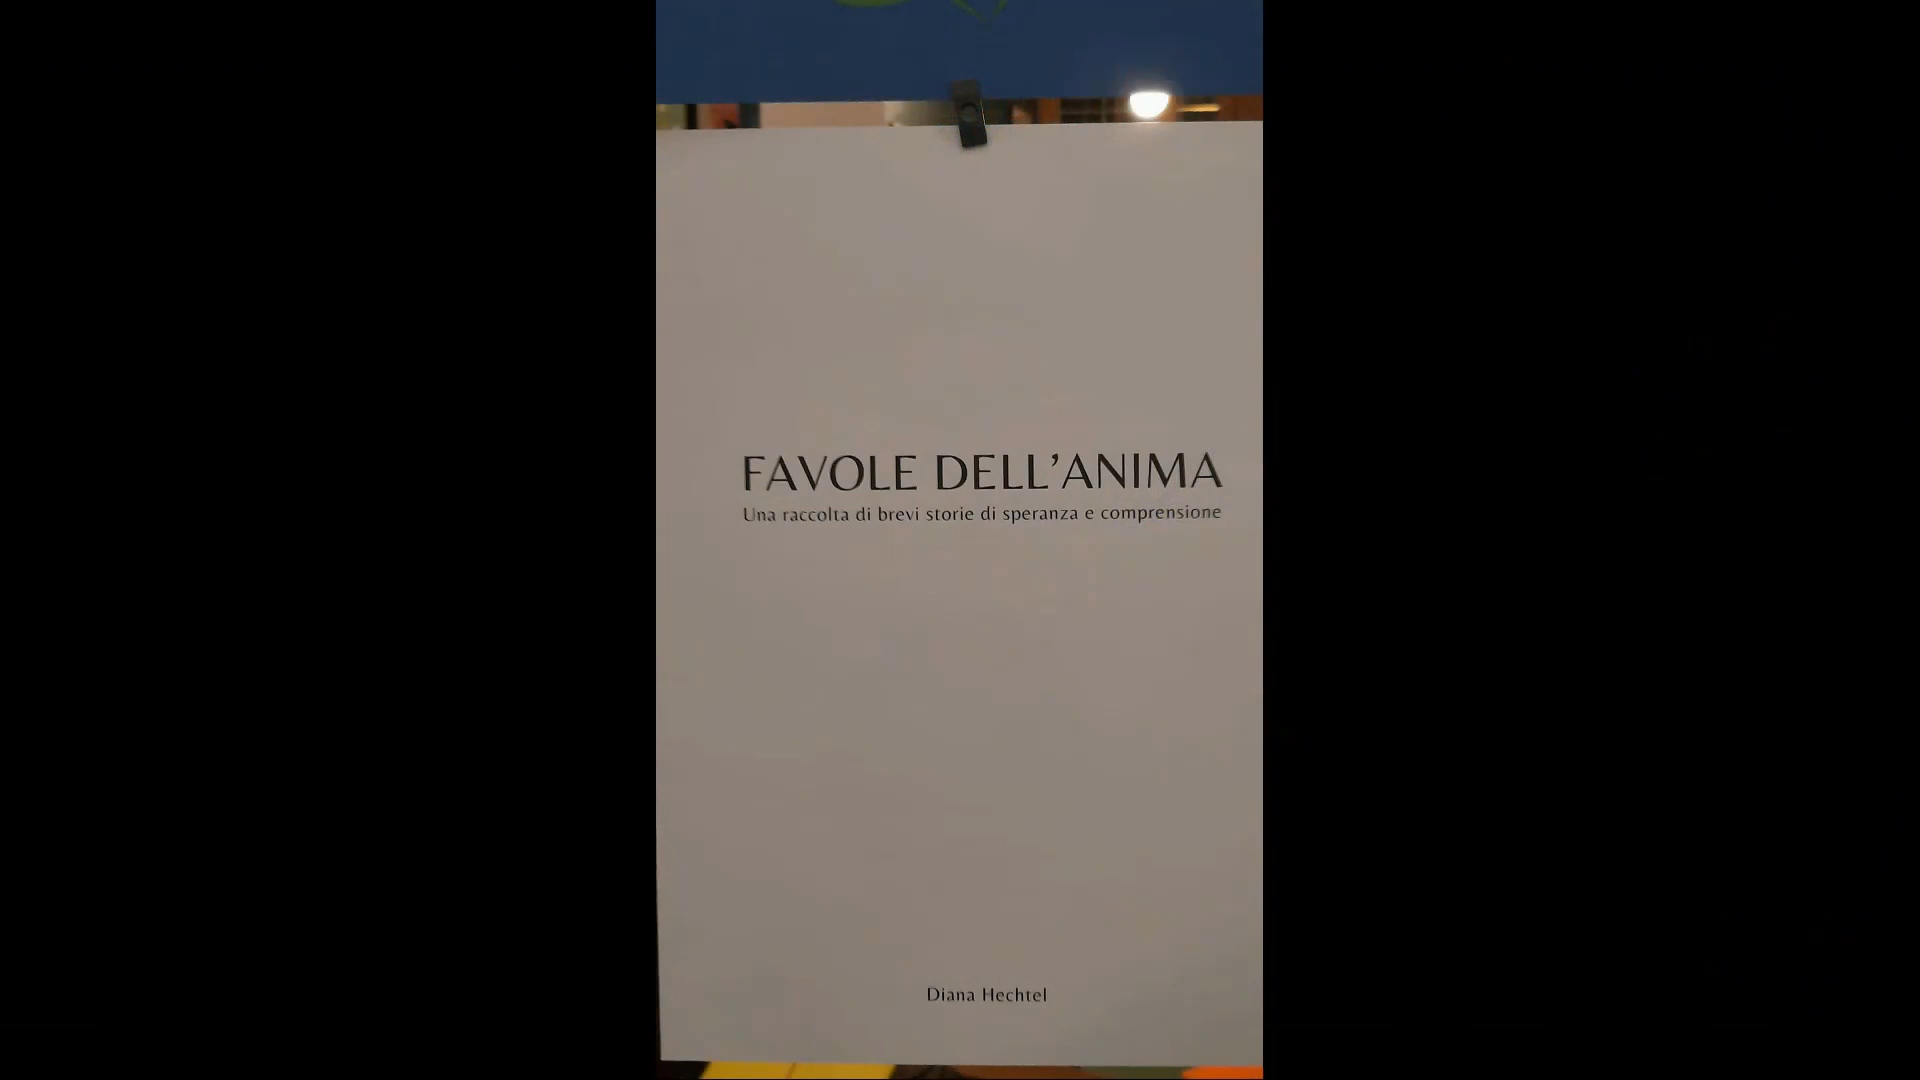 FAVOLE DELL’ANIMA
Una raccolta di brevi storie di speranza e comprensione
Diana Hechtel